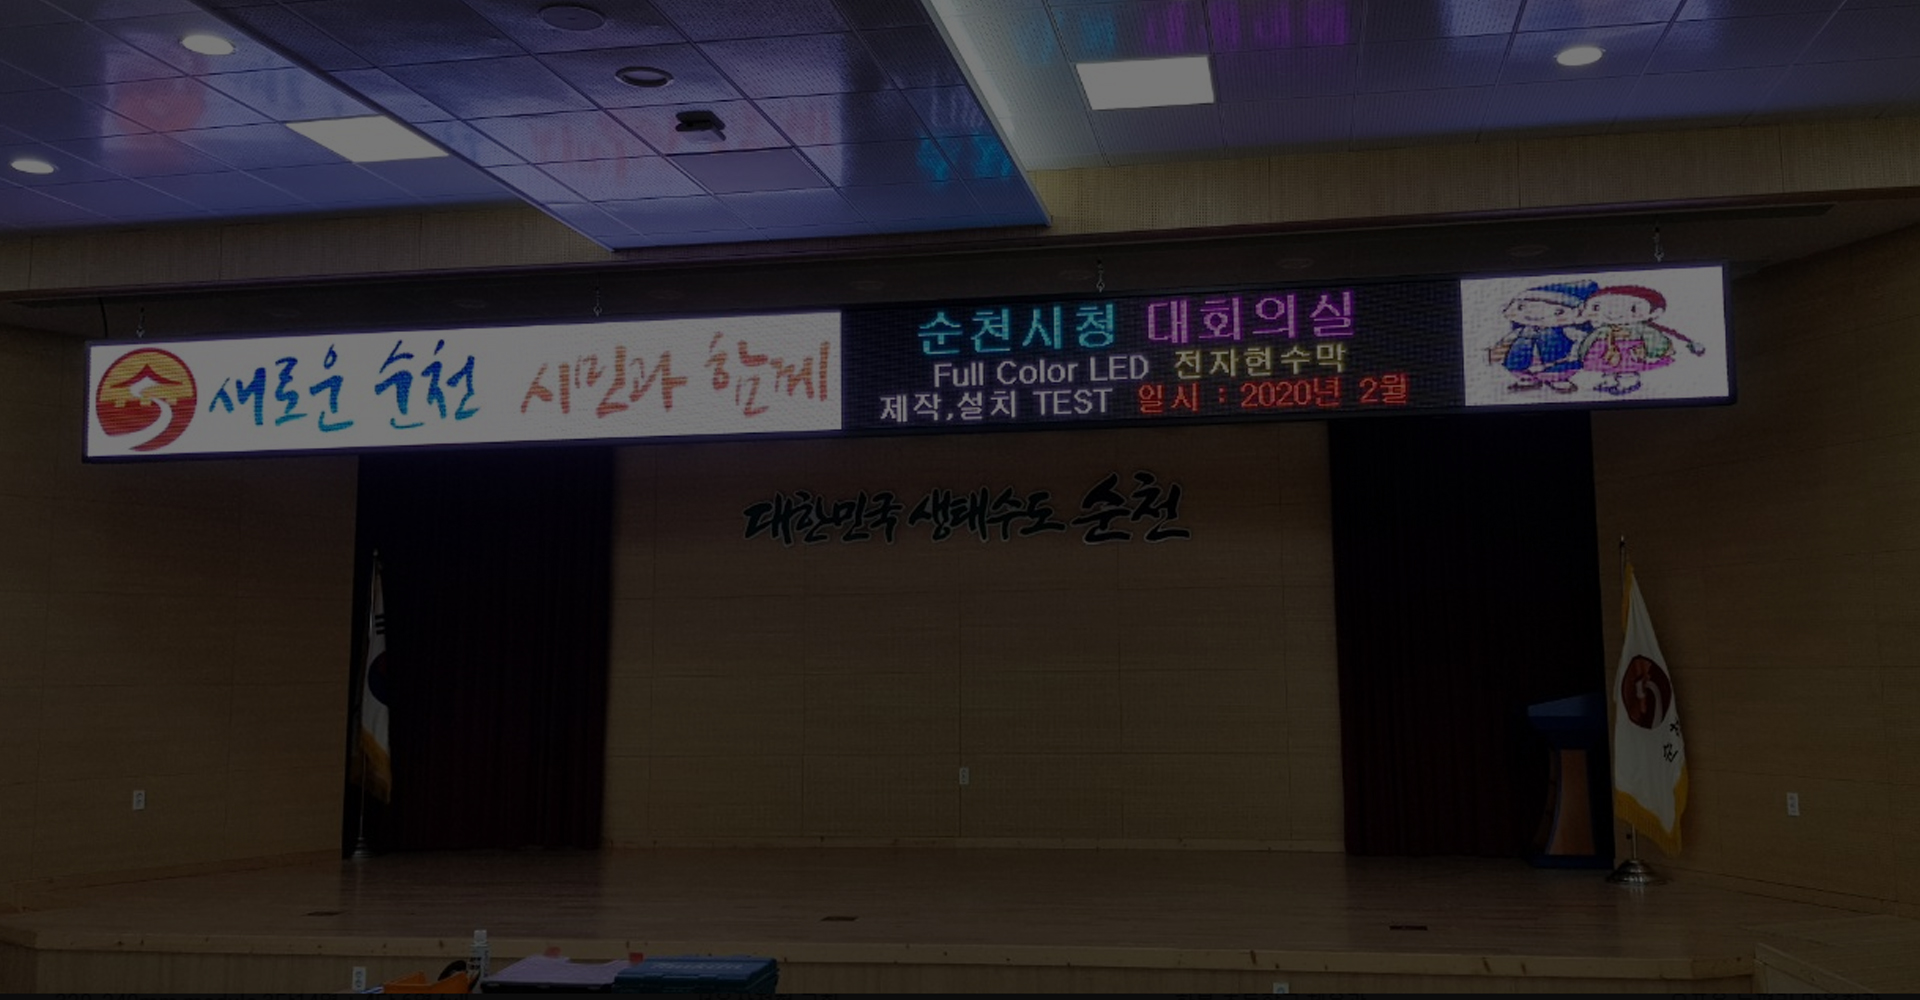 새로운 순천 시민과 함께
순천시청 대회의실
Full Color LED 전자현수막
제작,설치 TEST 일시 : 2020년 2월
대한민국 생태수도 순천